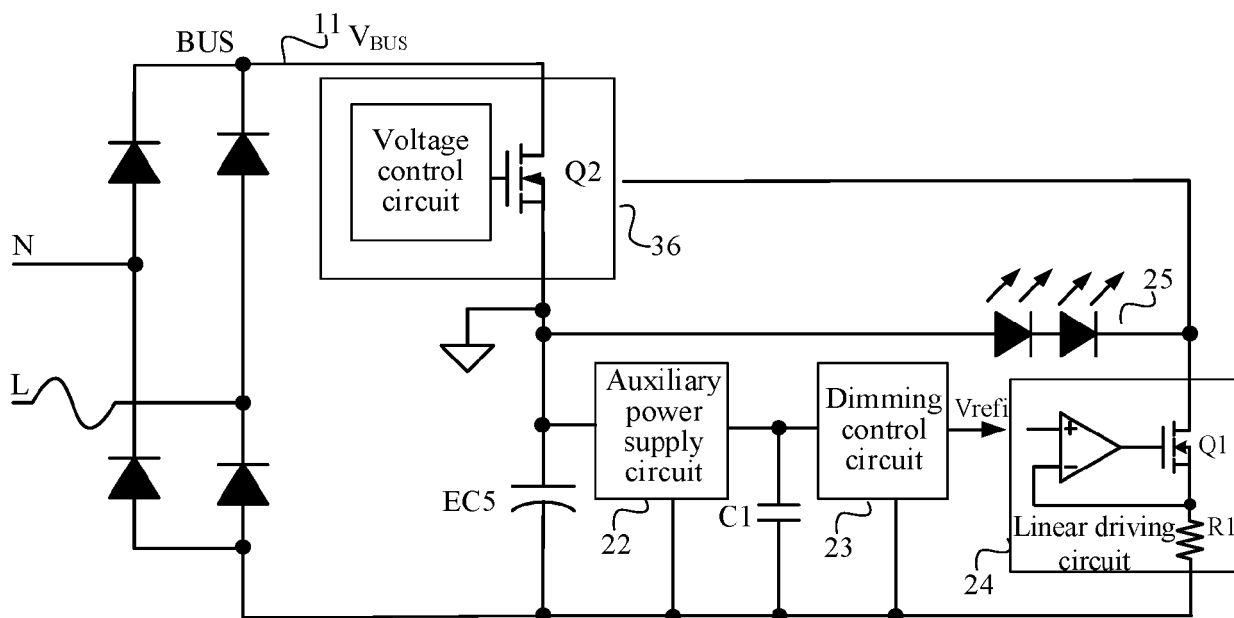 11
BUS
VBUS
Voltage
control
circuit
Q2
36
N
25
L
Auxiliary
power
supply
circuit
Dimming
control
circuit
Vrefi
+
−
Q1
EC5
22
C1
23
Linear driving
circuit
R1
24